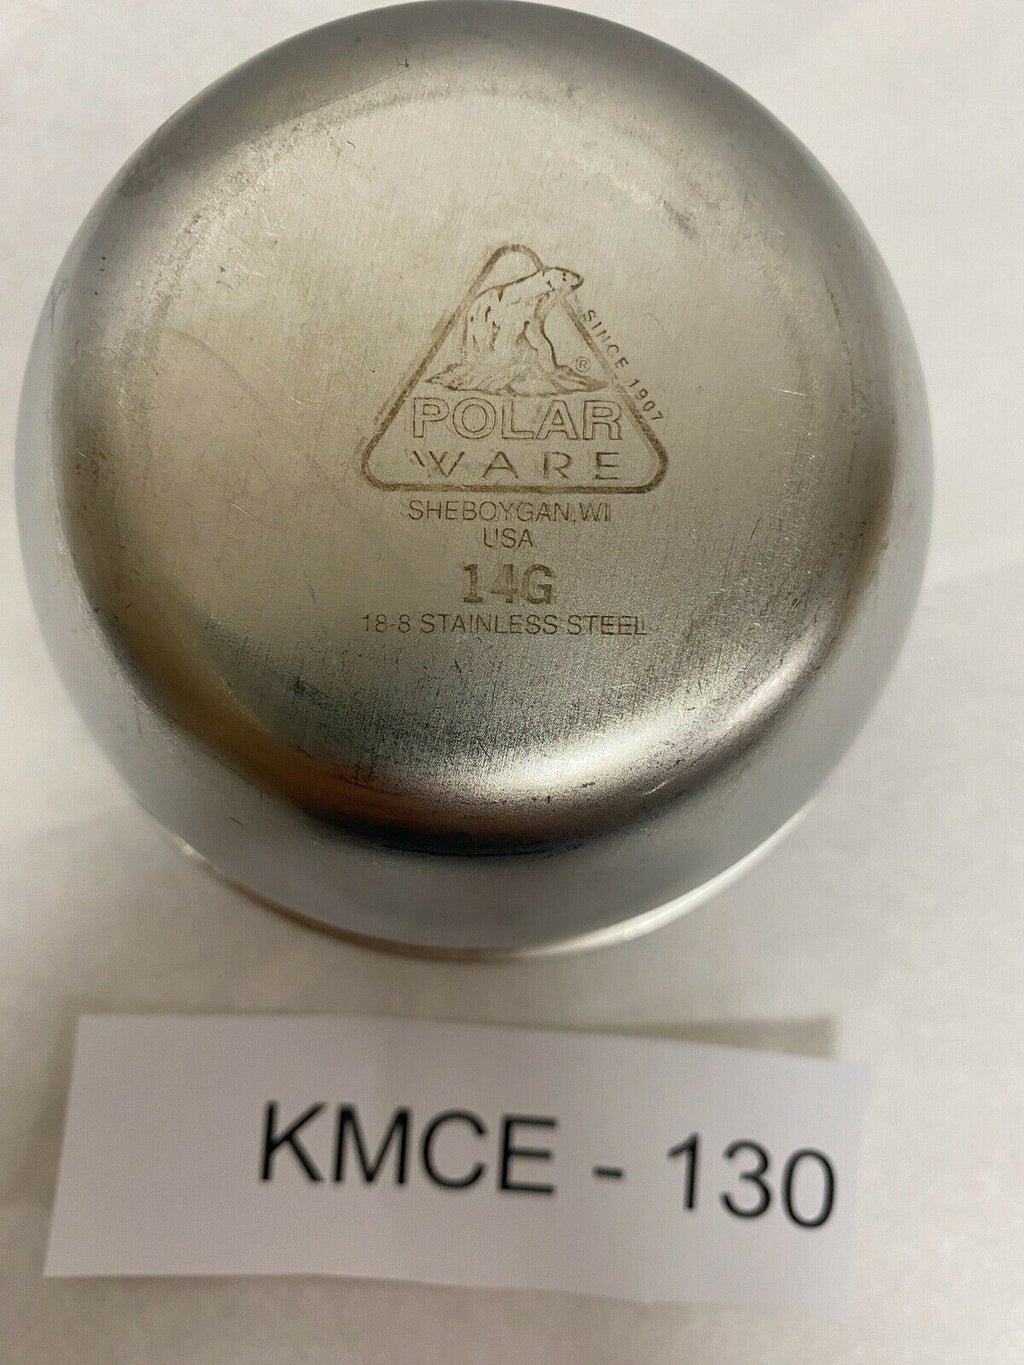 SINCE 1907
®
POLAR
WARE
SHEBOYGAN, WI
USA
14G
18-8 STAINLESS STEEL
KMCE - 130